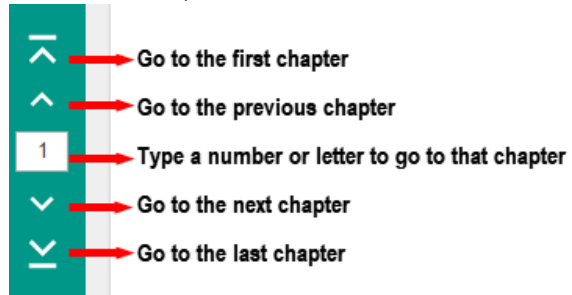 Go to the first chapter
Go to the previous chapter
1 Type a number or letter to go to that chapter
Go to the next chapter
Go to the last chapter